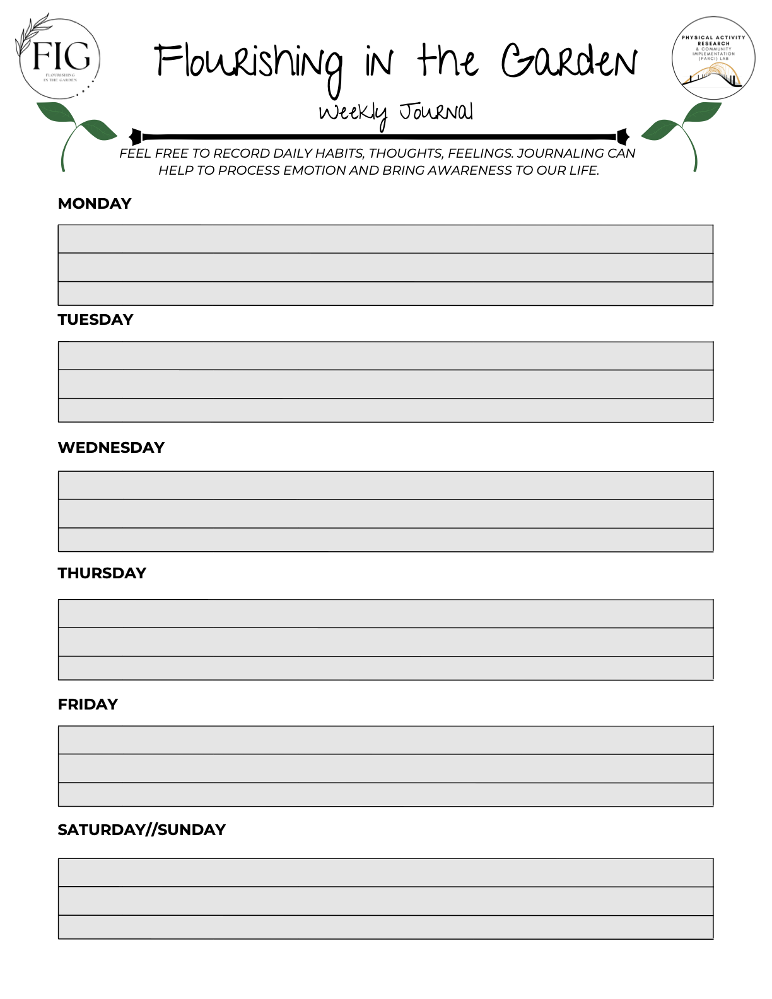 FIG
FLOURISHING
IN THE GARDEN
Flourishing in the Garden
Weekly Journal
PHYSICAL ACTIVITY
RESEARCH
& COMMUNITY
IMPLEMENTATION
(PARCI) LAB
FEEL FREE TO RECORD DAILY HABITS, THOUGHTS, FEELINGS. JOURNALING CAN
HELP TO PROCESS EMOTION AND BRING AWARENESS TO OUR LIFE.
MONDAY
TUESDAY
WEDNESDAY
THURSDAY
FRIDAY
SATURDAY//SUNDAY